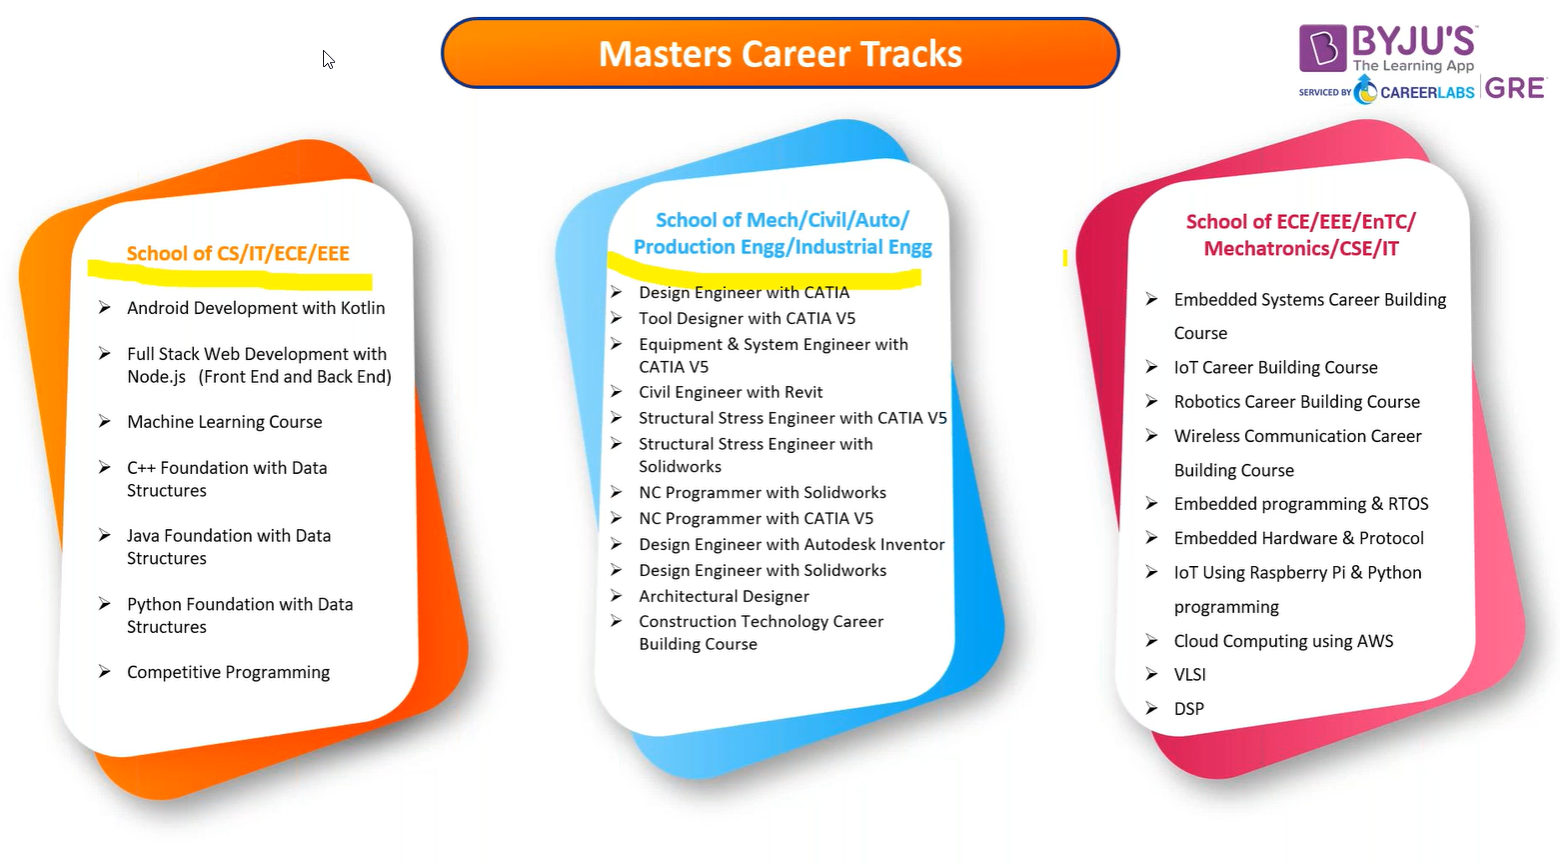 Masters Career Tracks
BYJU'S
The Learning App
SERVICED BY CAREERLABS GRE
School of CS/IT/ECE/EEE
➢ Android Development with Kotlin
➢ Full Stack Web Development with
Node.js (Front End and Back End)
➢ Machine Learning Course
➢ C++ Foundation with Data
Structures
➢ Java Foundation with Data
Structures
➢ Python Foundation with Data
Structures
➢ Competitive Programming
School of Mech/Civil/Auto/
Production Engg/Industrial Engg
➢ Design Engineer with CATIA
➢ Tool Designer with CATIA V5
➢ Equipment & System Engineer with
CATIA V5
➢ Civil Engineer with Revit
➢ Structural Stress Engineer with CATIA V5
➢ Structural Stress Engineer with
Solidworks
➢ NC Programmer with Solidworks
➢ NC Programmer with CATIA V5
➢ Design Engineer with Autodesk Inventor
➢ Design Engineer with Solidworks
➢ Architectural Designer
➢ Construction Technology Career
Building Course
School of ECE/EEE/EnTC/
Mechatronics/CSE/IT
➢ Embedded Systems Career Building
Course
➢ IoT Career Building Course
➢ Robotics Career Building Course
➢ Wireless Communication Career
Building Course
➢ Embedded programming & RTOS
➢ Embedded Hardware & Protocol
➢ IoT Using Raspberry Pi & Python
programming
➢ Cloud Computing using AWS
➢ VLSI
➢ DSP